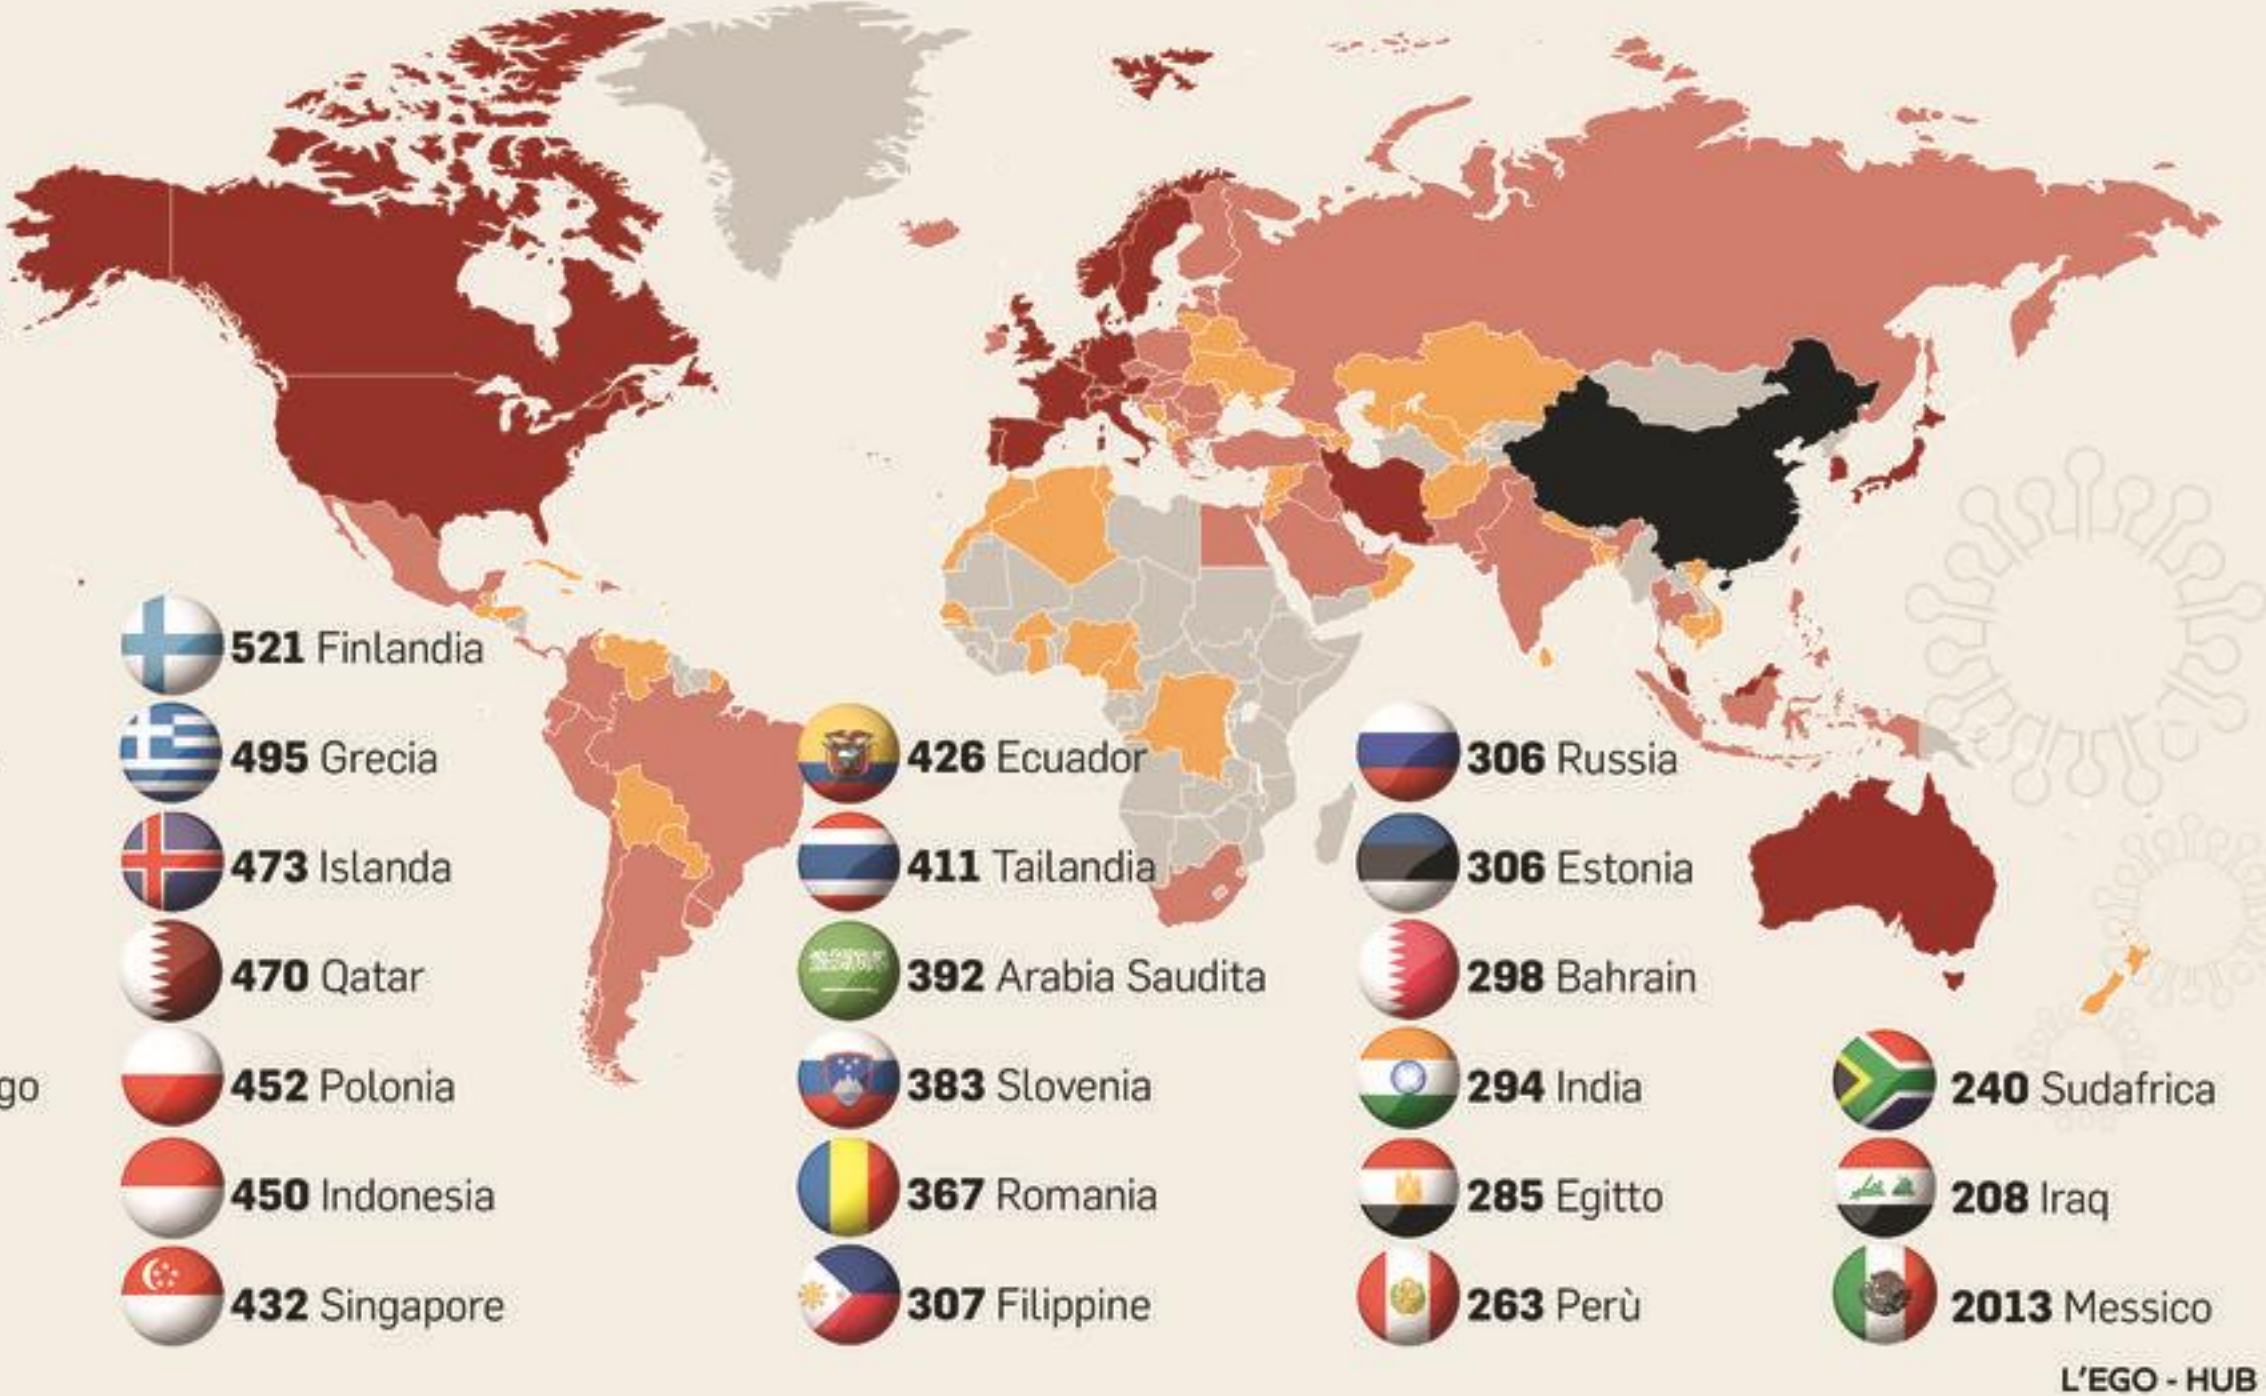 521 Finlandia
495 Grecia
473 Islanda
470 Qatar
go
452 Polonia
450 Indonesia
432 Singapore
426 Ecuador
411 Tailandia
392 Arabia Saudita
383 Slovenia
367 Romania
307 Filippine
306 Russia
306 Estonia
298 Bahrain
294 India
285 Egitto
263 Perù
240 Sudafrica
208 Iraq
2013 Messico
L'EGO - HUB